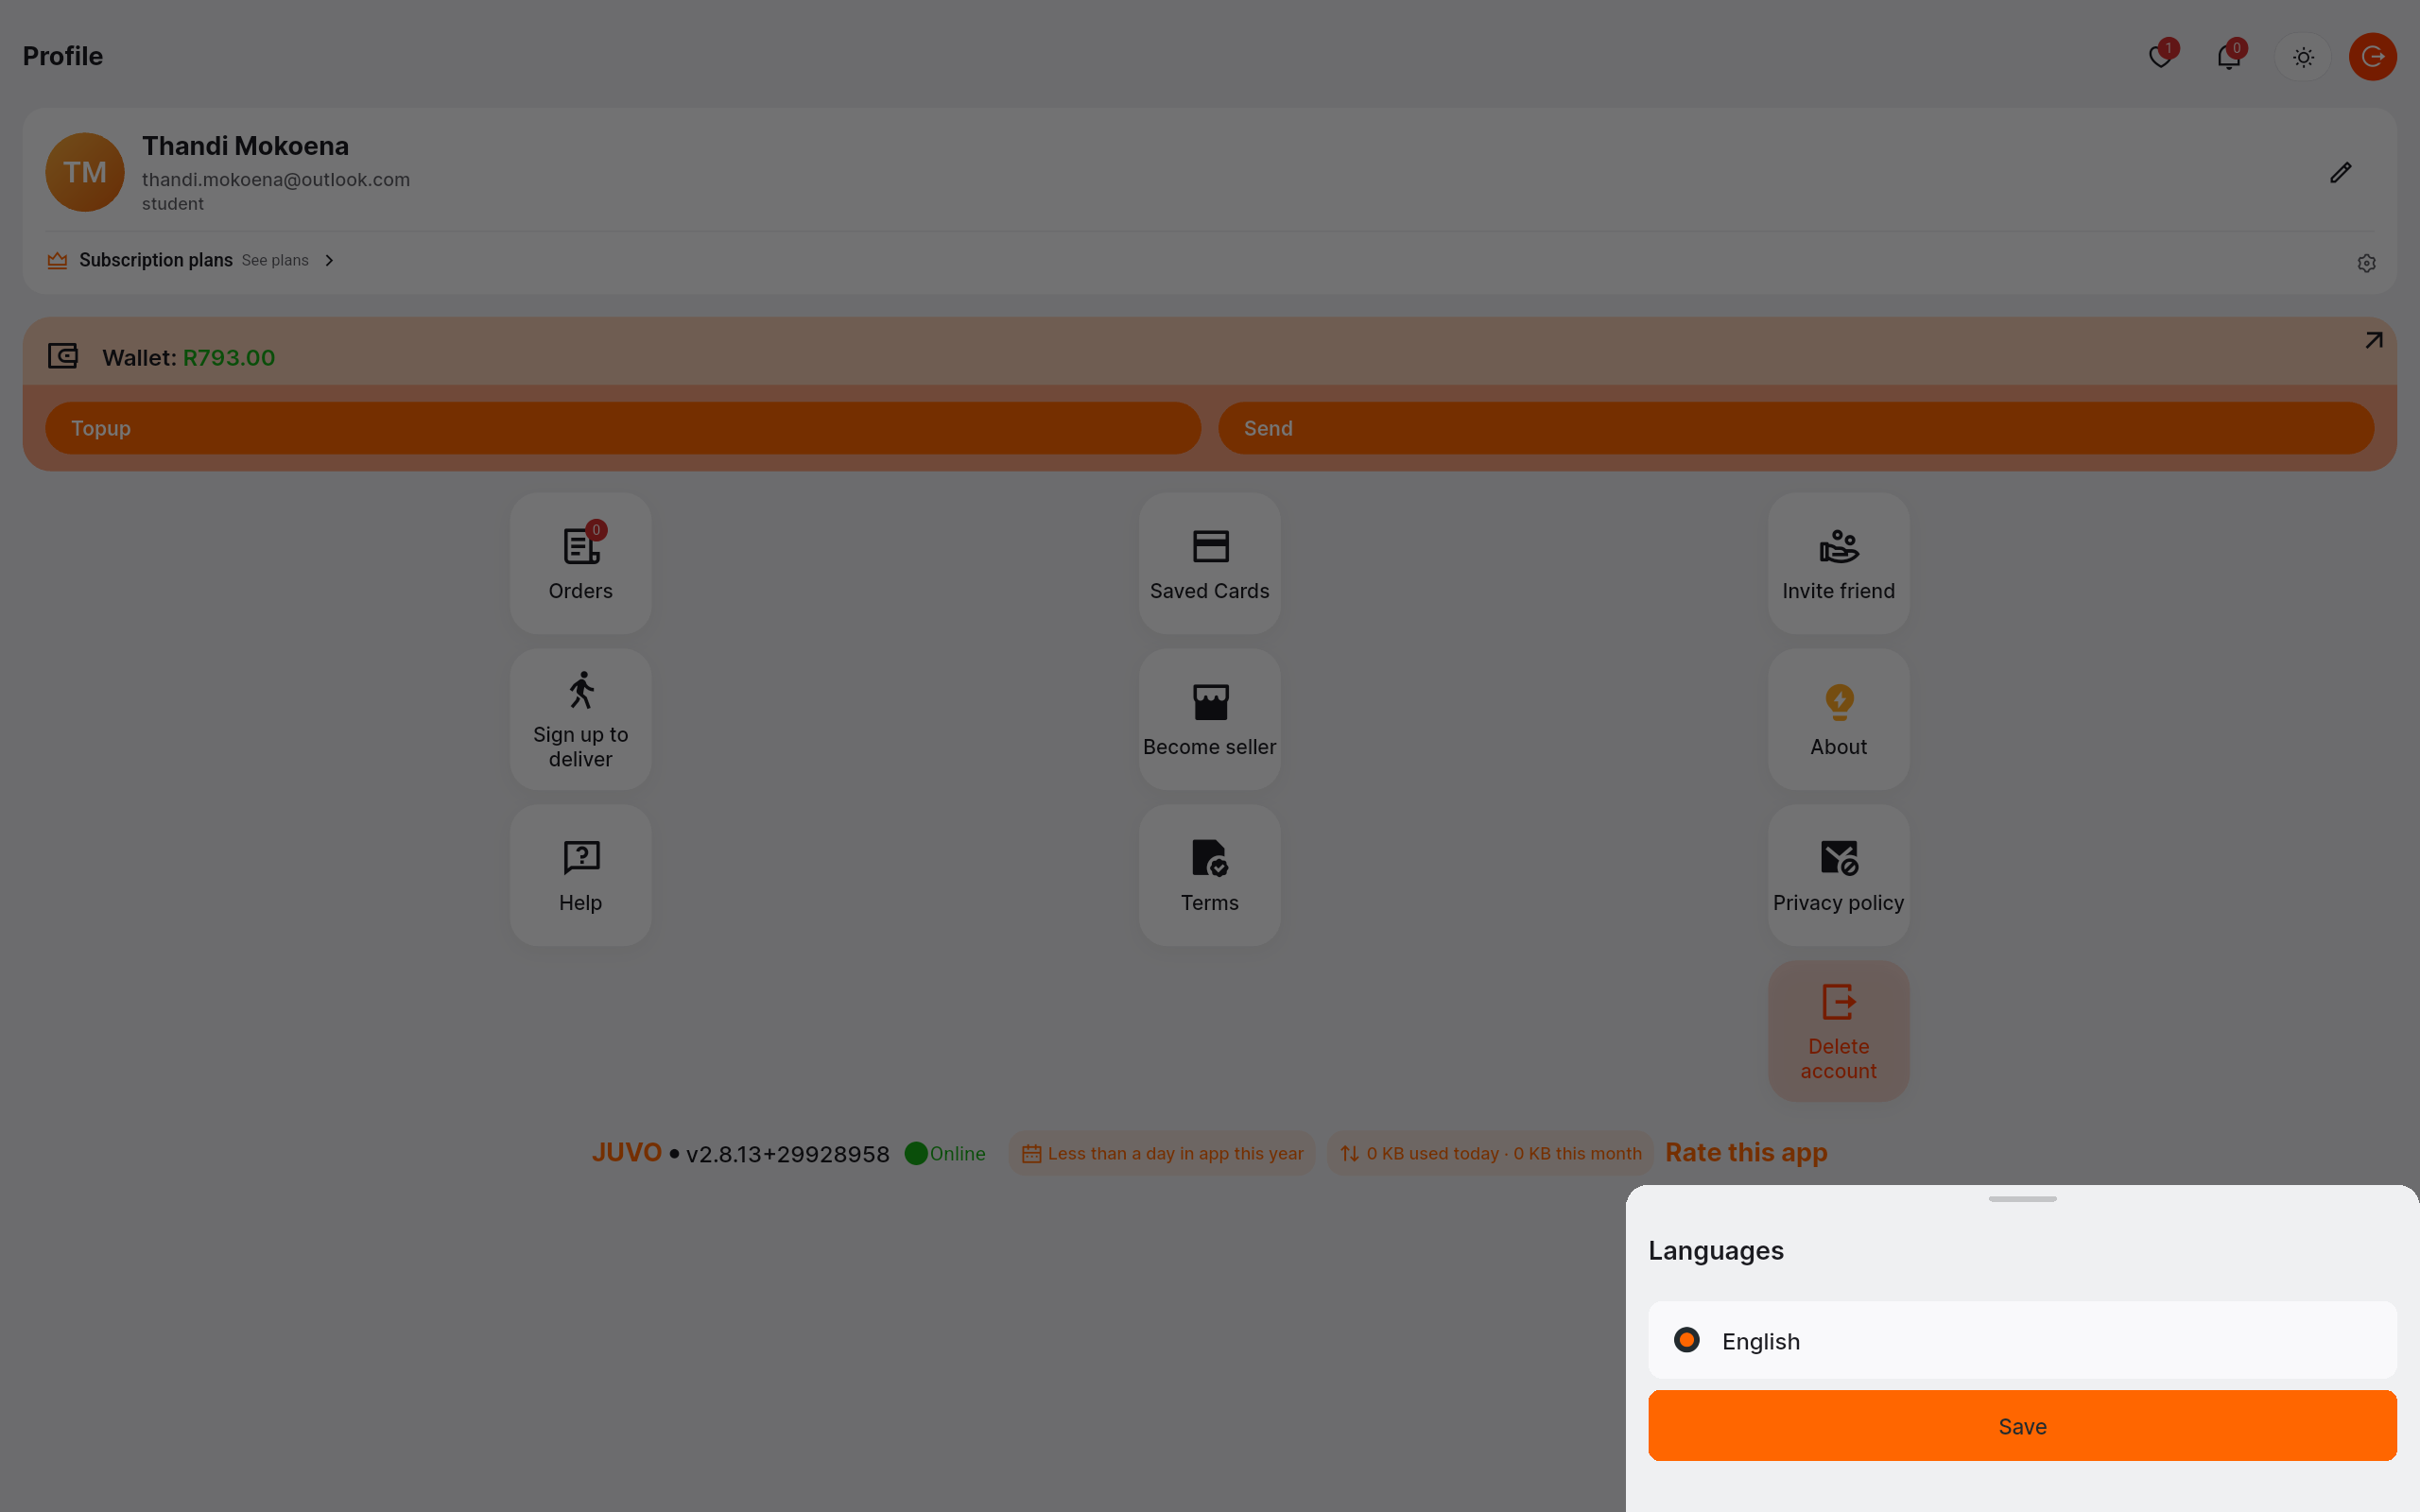 Profile
1
0
TM
Thandi Mokoena
thandi.mokoena@outlook.com
student
Subscription plans See plans
Wallet: R793.00
Topup
Send
0
Orders
Saved Cards
Invite friend
Sign up to
deliver
Become seller
About
Help
Terms
Privacy policy
Delete
account
JUVO • v2.8.13+29928958 Online Less than a day in app this year 0 KB used today · 0 KB this month Rate this app
Languages
English
Save